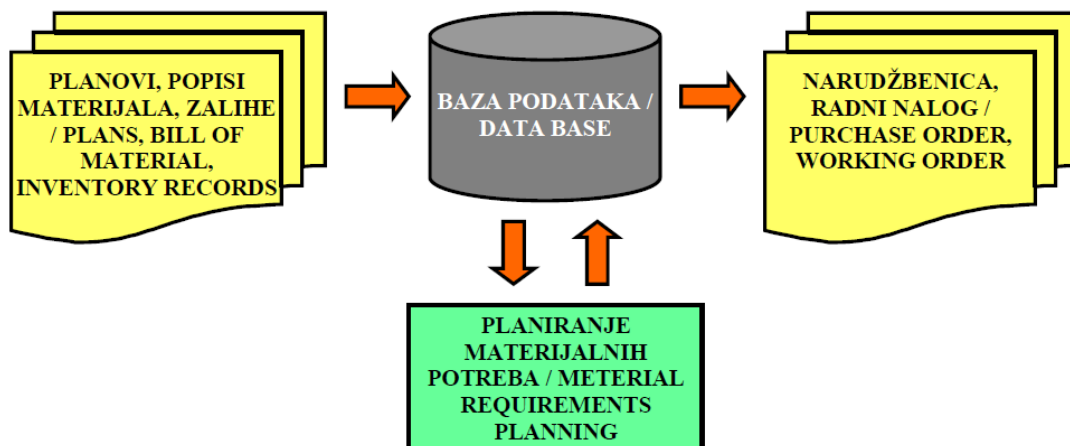 PLANOVI, POPISI
MATERIJALA, ZALIHE
/ PLANS, BILL OF
MATERIAL,
INVENTORY RECORDS
BAZA PODATAKA /
DATA BASE
NARUDŽBENICA,
RADNI NALOG /
PURCHASE ORDER,
WORKING ORDER
PLANIRANJE
MATERIJALNIH
POTREBA / METERIAL
REQUIREMENTS
PLANNING